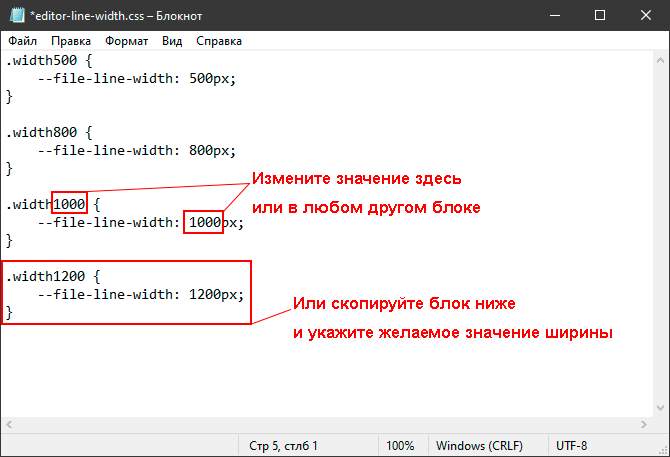 *editor-line-width.css – Блокнот
Файл Правка Формат Вид Справка
.width500 {
    --file-line-width: 500px;
}
.width800 {
    --file-line-width: 800px;
}
.width1000 {
    --file-line-width: 1000px;
}
.width1200 {
    --file-line-width: 1200px;
}
Измените значение здесь
или в любом другом блоке
Или скопируйте блок ниже
и укажите желаемое значение ширины
Стр 5, стлб 1 100% Windows (CRLF) UTF-8